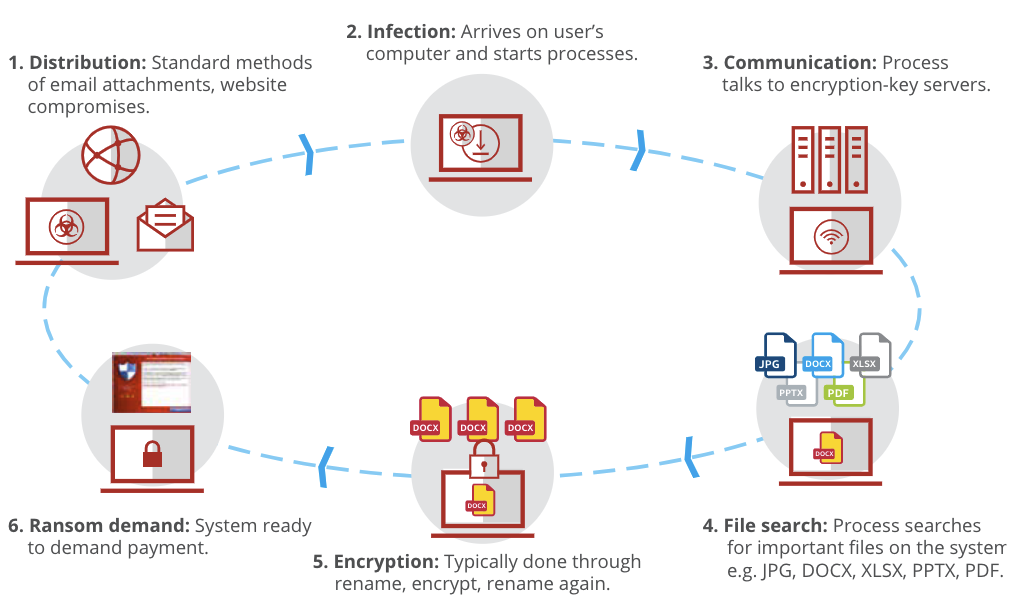 1. Distribution: Standard methods
of email attachments, website
compromises.
2. Infection: Arrives on user's
computer and starts processes.
3. Communication: Process
talks to encryption-key servers.
JPG
DOCX
XLSX
PPTX
PDF
DOCX
4. File search: Process searches
for important files on the system
e.g. JPG, DOCX, XLSX, PPTX, PDF.
DOCX
DOCX
DOCX
DOCX
5. Encryption: Typically done through
rename, encrypt, rename again.
6. Ransom demand: System ready
to demand payment.